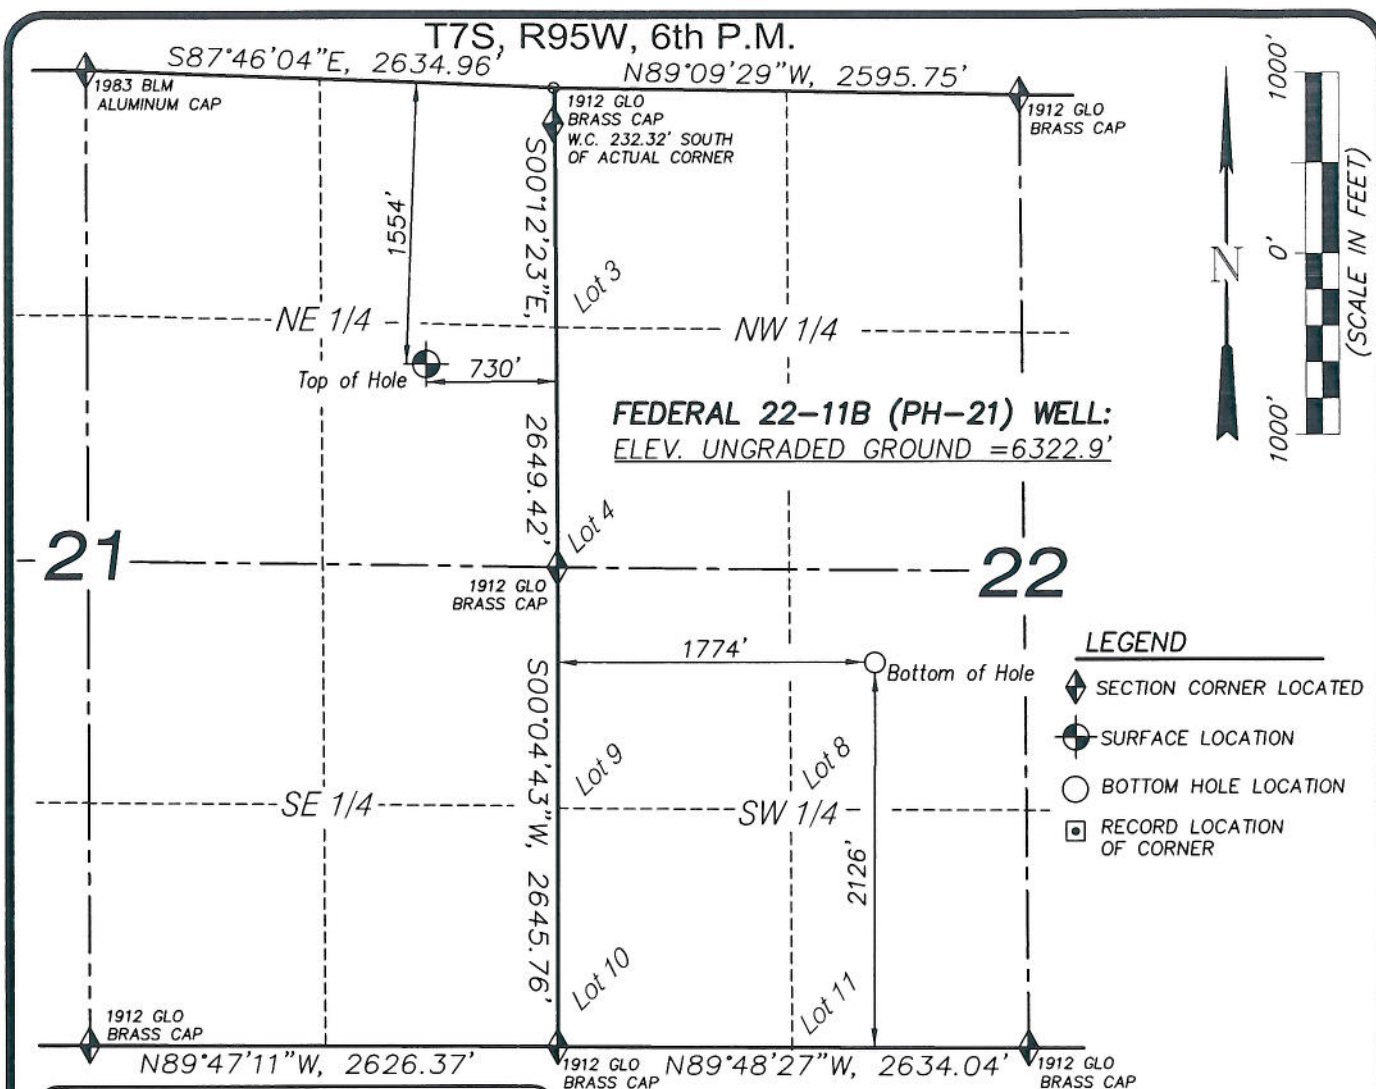 T7S, R95W, 6th P.M.
S87°46'04"E, 2634.96'
N89°09'29"W, 2595.75'
1983 BLM
ALUMINUM CAP
1912 GLO
BRASS CAP
W.C. 232.32' SOUTH
OF ACTUAL CORNER
1912 GLO
BRASS CAP
1000'
0'
1000'
(SCALE IN FEET)
N
1554'
S00°12'23"E, 2649.42'
Lot 3
NE 1/4
NW 1/4
Top of Hole
730'
FEDERAL 22-11B (PH-21) WELL:
ELEV. UNGRADED GROUND =6322.9'
Lot 4
21
22
1912 GLO
BRASS CAP
1774'
Bottom of Hole
LEGEND
SECTION CORNER LOCATED
SURFACE LOCATION
BOTTOM HOLE LOCATION
RECORD LOCATION
OF CORNER
S00°04'43"W, 2645.76'
Lot 9
Lot 8
SE 1/4
SW 1/4
2126'
Lot 10
Lot 11
1912 GLO
BRASS CAP
N89°47'11"W, 2626.37'
1912 GLO
BRASS CAP
N89°48'27"W, 2634.04'
1912 GLO
BRASS CAP